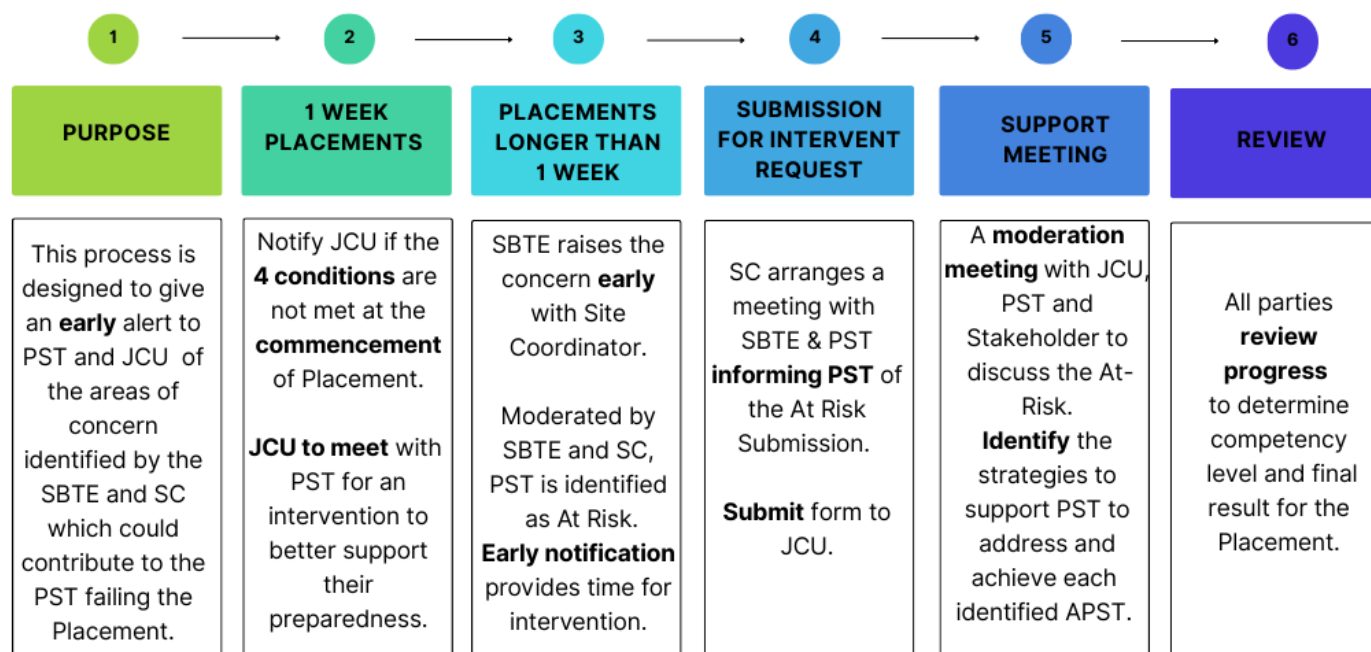 1
2
3
4
5
6
PURPOSE
1 WEEK
PLACEMENTS
PLACEMENTS
LONGER THAN
1 WEEK
SUBMISSION
FOR INTERVENT
REQUEST
SUPPORT
MEETING
REVIEW
This process is
designed to give
an early alert to
PST and JCU of
the areas of
concern
identified by the
SBTE and SC
which could
contribute to the
PST failing the
Placement.
Notify JCU if the
4 conditions are
not met at the
commencement
of Placement.
JCU to meet with
PST for an
intervention to
better support
their
preparedness.
SBTE raises the
concern early
with Site
Coordinator.
Moderated by
SBTE and SC,
PST is identified
as At Risk.
Early notification
provides time for
intervention.
SC arranges a
meeting with
SBTE & PST
informing PST of
the At Risk
Submission.
Submit form to
JCU.
A moderation
meeting with JCU,
PST and
Stakeholder to
discuss the At-
Risk.
Identify the
strategies to
support PST to
address and
achieve each
identified APST.
All parties
review
progress
to determine
competency
level and final
result for the
Placement.